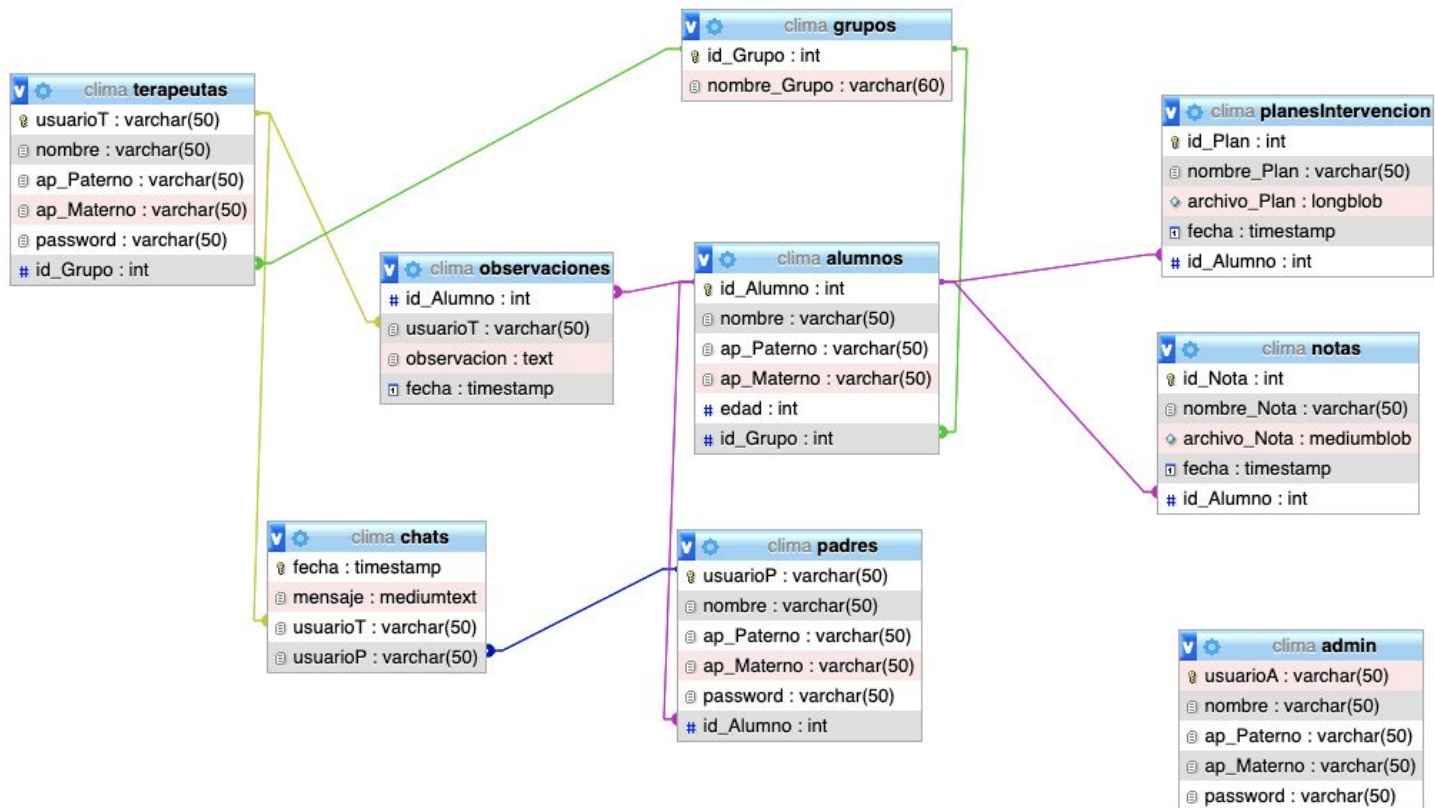 clima grupos
id_Grupo : int
nombre_Grupo : varchar(60)
clima terapeutas
usuarioT : varchar(50)
nombre : varchar(50)
ap_Paterno : varchar(50)
ap_Materno : varchar(50)
password : varchar(50)
# id_Grupo : int
clima planesIntervencion
id_Plan : int
nombre_Plan : varchar(50)
archivo_Plan : longblob
fecha : timestamp
# id_Alumno : int
clima observaciones
# id_Alumno : int
usuarioT : varchar(50)
observacion : text
fecha : timestamp
clima alumnos
id_Alumno : int
nombre : varchar(50)
ap_Paterno : varchar(50)
ap_Materno : varchar(50)
# edad : int
# id_Grupo : int
clima notas
id_Nota : int
nombre_Nota : varchar(50)
archivo_Nota : mediumblob
fecha : timestamp
# id_Alumno : int
clima chats
fecha : timestamp
mensaje : mediumtext
usuarioT : varchar(50)
usuarioP : varchar(50)
clima padres
usuarioP : varchar(50)
nombre : varchar(50)
ap_Paterno : varchar(50)
ap_Materno : varchar(50)
password : varchar(50)
# id_Alumno : int
clima admin
usuarioA : varchar(50)
nombre : varchar(50)
ap_Paterno : varchar(50)
ap_Materno : varchar(50)
password : varchar(50)